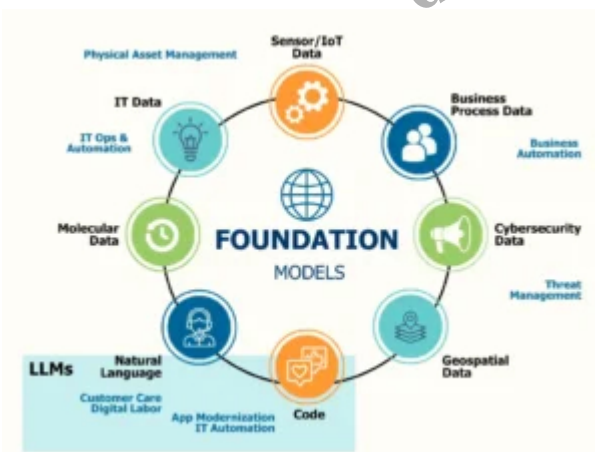 Sensor/IoT
Data
Physical Asset Management
IT Data
Business
Process Data
IT Ops &
Automation
Business
Automation
Molecular
Data
FOUNDATION
MODELS
Cybersecurity
Data
Threat
Management
LLMs
Natural
Language
Geospatial
Data
Customer Care
Digital Labor
App Modernization
IT Automation
Code